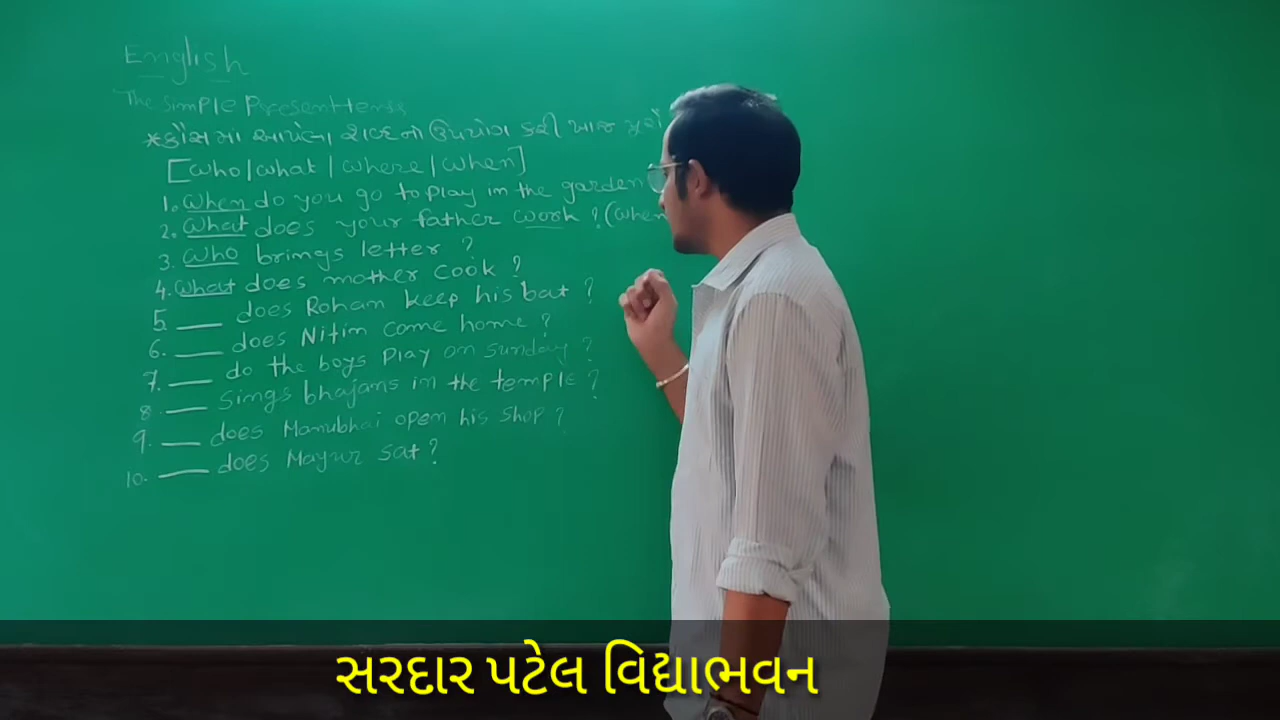 English
The Simple Present tense
*કૌંસ મા આપેલા શબ્દ નો ઉપયોગ કરી ખાલી જગ્યા
[who/what / where / when]
1. When do you go to play in the garden
2. What does your father work ? (when
3. who brings letter ?
4. what does mother cook ?
5. ___ does Rohan keep his bat ?
6. ___ does Nitin come home ?
7. ___ do the boys play on sunday ?
8. ___ sings bhajans in the temple ?
9. ___ does Manubhai open his shop ?
10. ___ does Mayur sat ?
સરદાર પટેલ વિદ્યાભવન